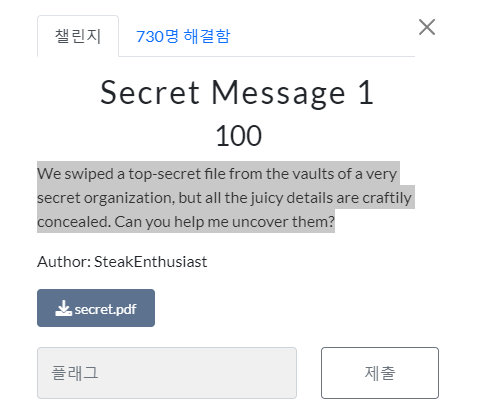 챌린지
730명 해결함
Secret Message 1
100
We swiped a top-secret file from the vaults of a very
secret organization, but all the juicy details are craftily
concealed. Can you help me uncover them?
Author: SteakEnthusiast
secret.pdf
플래그
제출